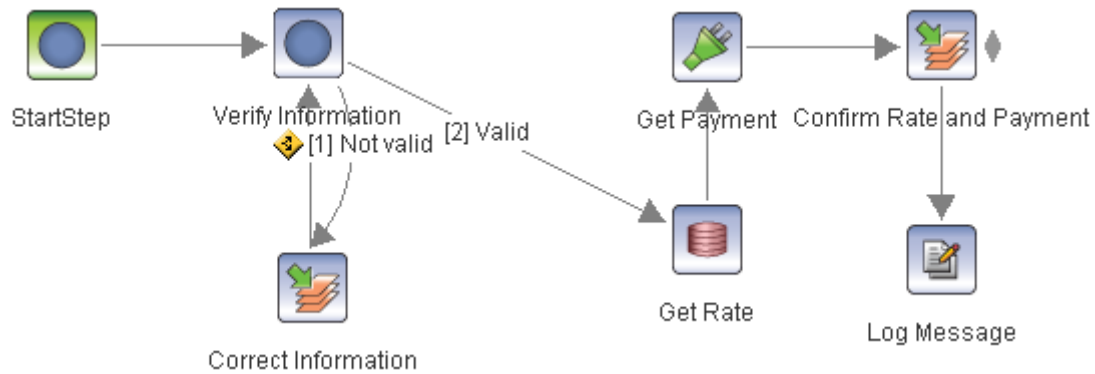 StartStep
Verify Information
[1] Not valid
[2] Valid
Get Payment
Confirm Rate and Payment
Correct Information
Get Rate
Log Message